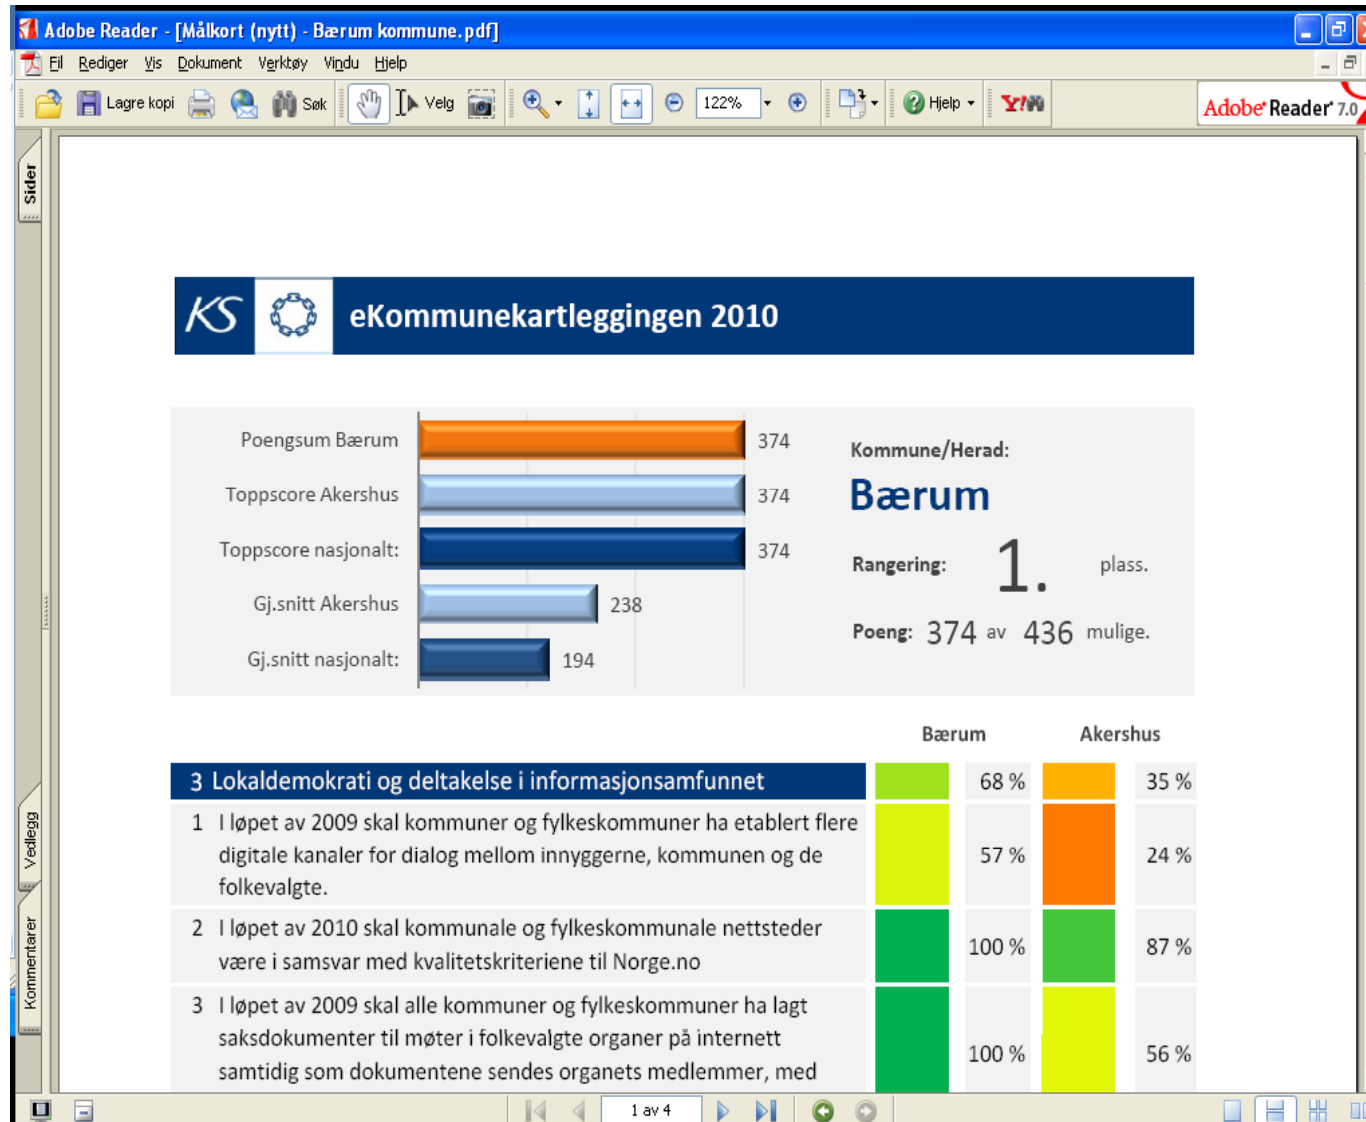 Adobe Reader - [Målkort (nytt) - Bærum kommune.pdf]
Fil Rediger Vis Dokument Verktøy Vindu Hjelp
Lagre kopi Søk Velg 122% Hjelp Y! Adobe Reader 7.0
Sider
KS eKommunekartleggingen 2010
Poengsum Bærum 374
Toppscore Akershus 374
Toppscore nasjonalt: 374
Gj.snitt Akershus 238
Gj.snitt nasjonalt: 194
Kommune/Herad:
Bærum
Rangering: 1. plass.
Poeng: 374 av 436 mulige.
Bærum Akershus
3 Lokaldemokrati og deltakelse i informasjonsamfunnet 68 % 35 %
1 I løpet av 2009 skal kommuner og fylkeskommuner ha etablert flere
digitale kanaler for dialog mellom innyggerne, kommunen og de 57 % 24 %
folkevalgte.
2 I løpet av 2010 skal kommunale og fylkeskommunale nettsteder
være i samsvar med kvalitetskriteriene til Norge.no 100 % 87 %
3 I løpet av 2009 skal alle kommuner og fylkeskommuner ha lagt
saksdokumenter til møter i folkevalgte organer på internett
samtidig som dokumentene sendes organets medlemmer, med 100 % 56 %
Vedlegg
Kommentarer
1 av 4